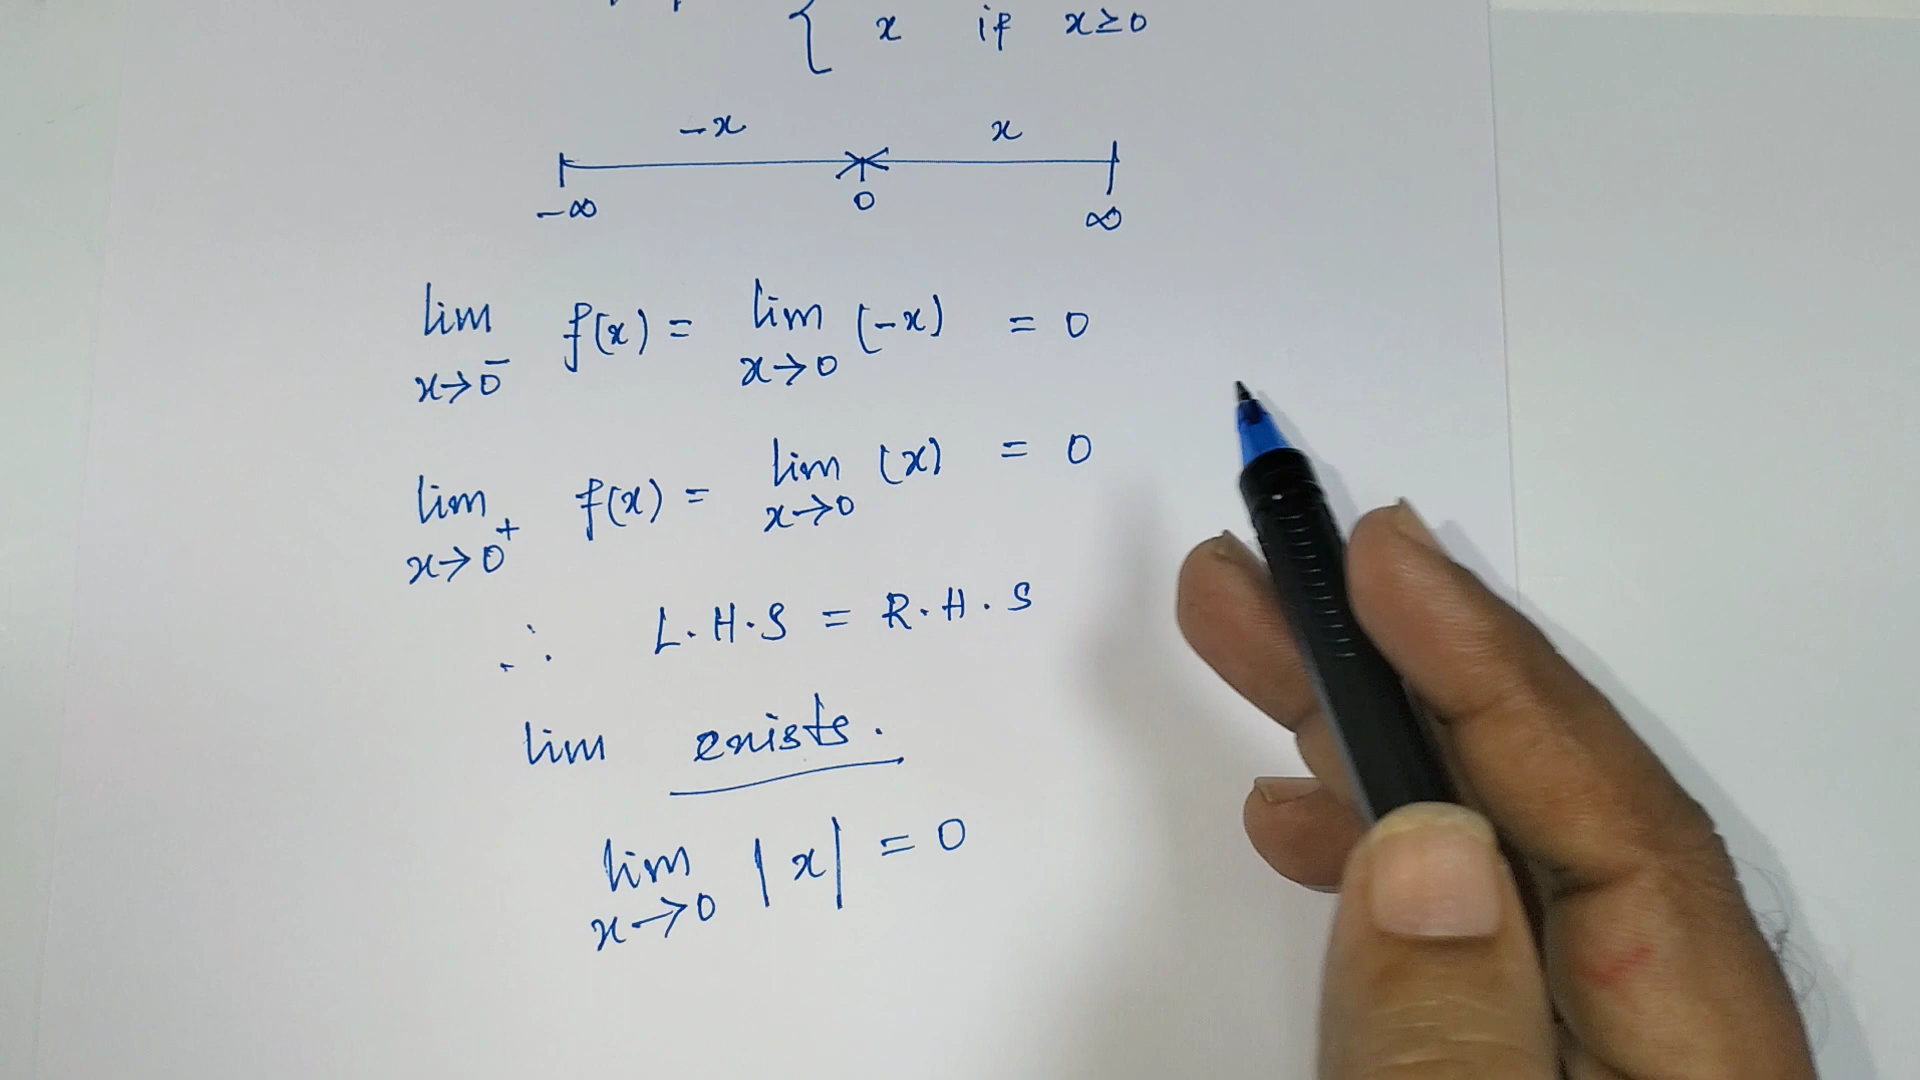 { x if x≥0
-x x
-∞ 0 ∞
lim x→0⁻ f(x) = lim x→0 (-x) = 0
lim x→0⁺ f(x) = lim x→0 (x) = 0
∴ L.H.S = R.H.S
lim exists.
lim x→0 |x| = 0